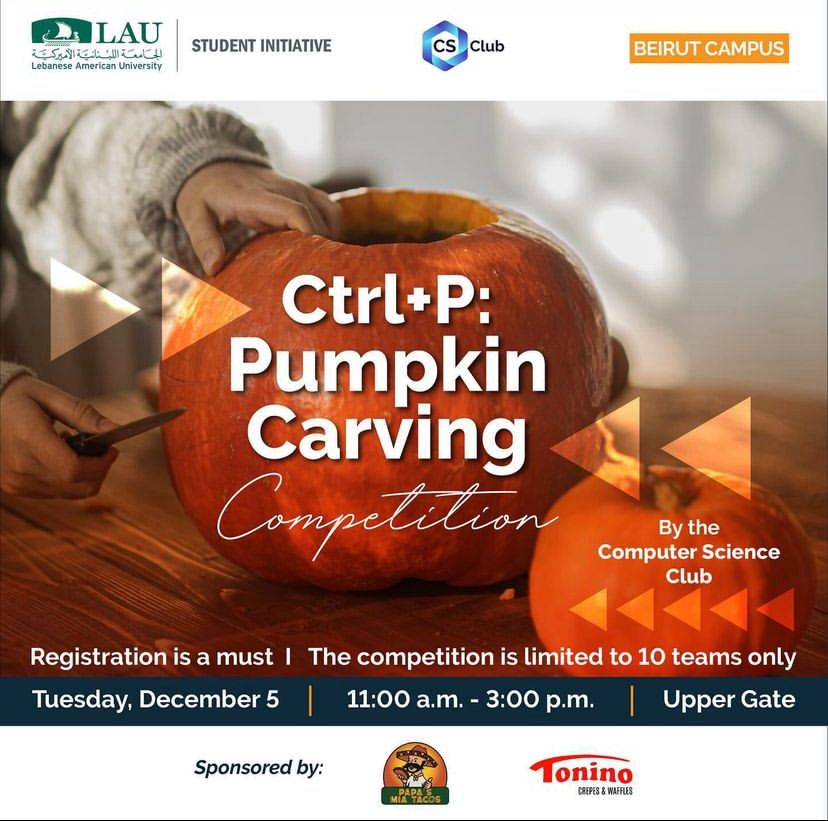 LAU
الجامعة اللبنانية الأميركية
Lebanese American University
STUDENT INITIATIVE
CS Club
BEIRUT CAMPUS
Ctrl+P:
Pumpkin
Carving
Competition
By the
Computer Science
Club
Registration is a must I The competition is limited to 10 teams only
Tuesday, December 5 | 11:00 a.m. - 3:00 p.m. | Upper Gate
Sponsored by:
PAPA'S
MIA TACOS
Tonino
CREPES & WAFFLES